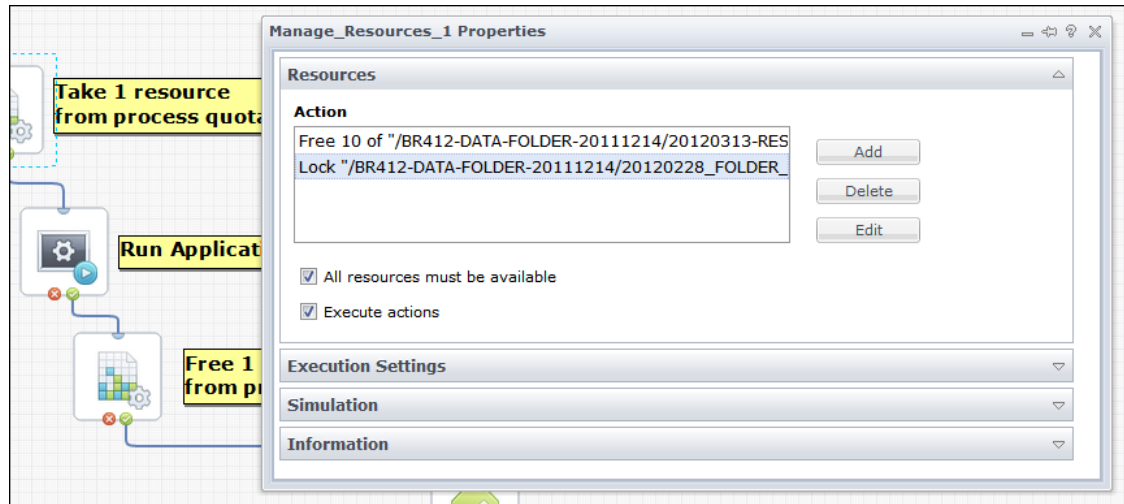 Manage_Resources_1 Properties
Resources
Take 1 resource
from process quota
Action
Free 10 of "/BR412-DATA-FOLDER-20111214/20120313-RES
Lock "/BR412-DATA-FOLDER-20111214/20120228_FOLDER_
Add
Delete
Edit
Run Applicati
All resources must be available
Execute actions
Free 1
from pr
Execution Settings
Simulation
Information